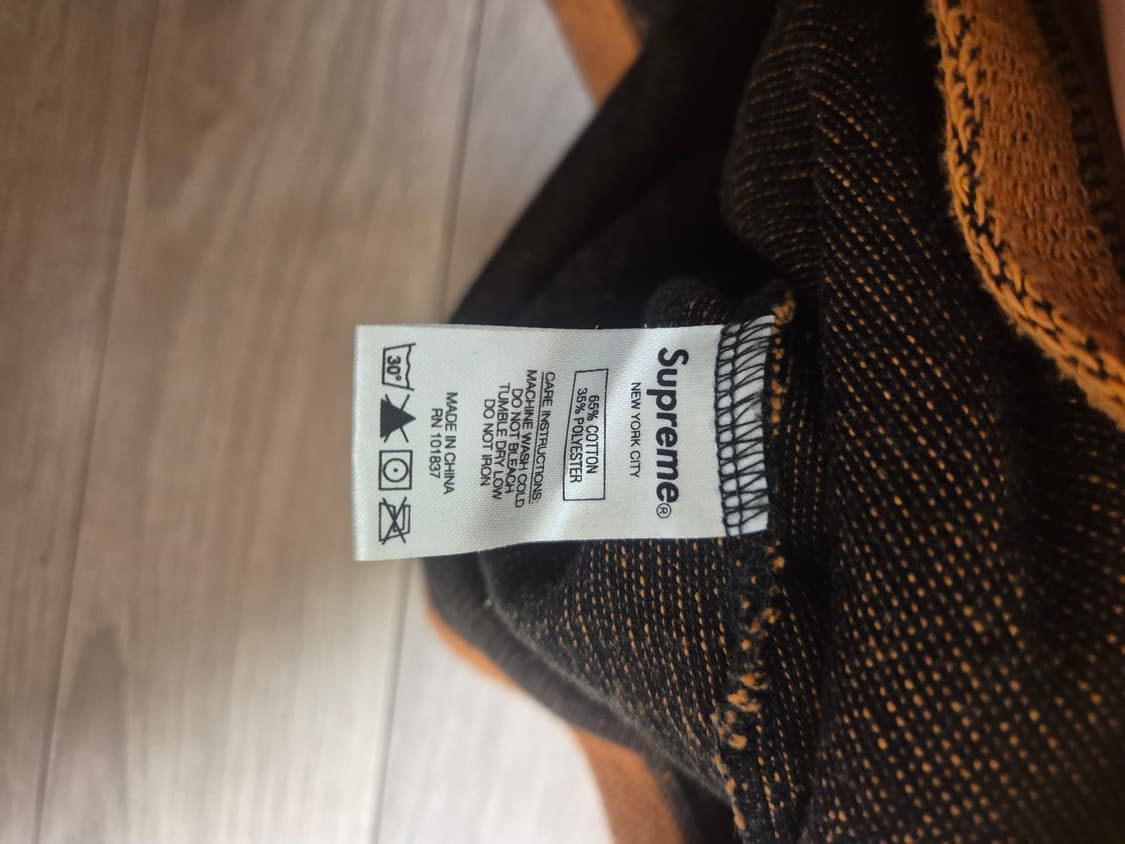 Supreme®
NEW YORK CITY
65% COTTON
35% POLYESTER
CARE INSTRUCTIONS:
MACHINE WASH COLD
DO NOT BLEACH
TUMBLE DRY LOW
DO NOT IRON
MADE IN CHINA
RN 101837
30°